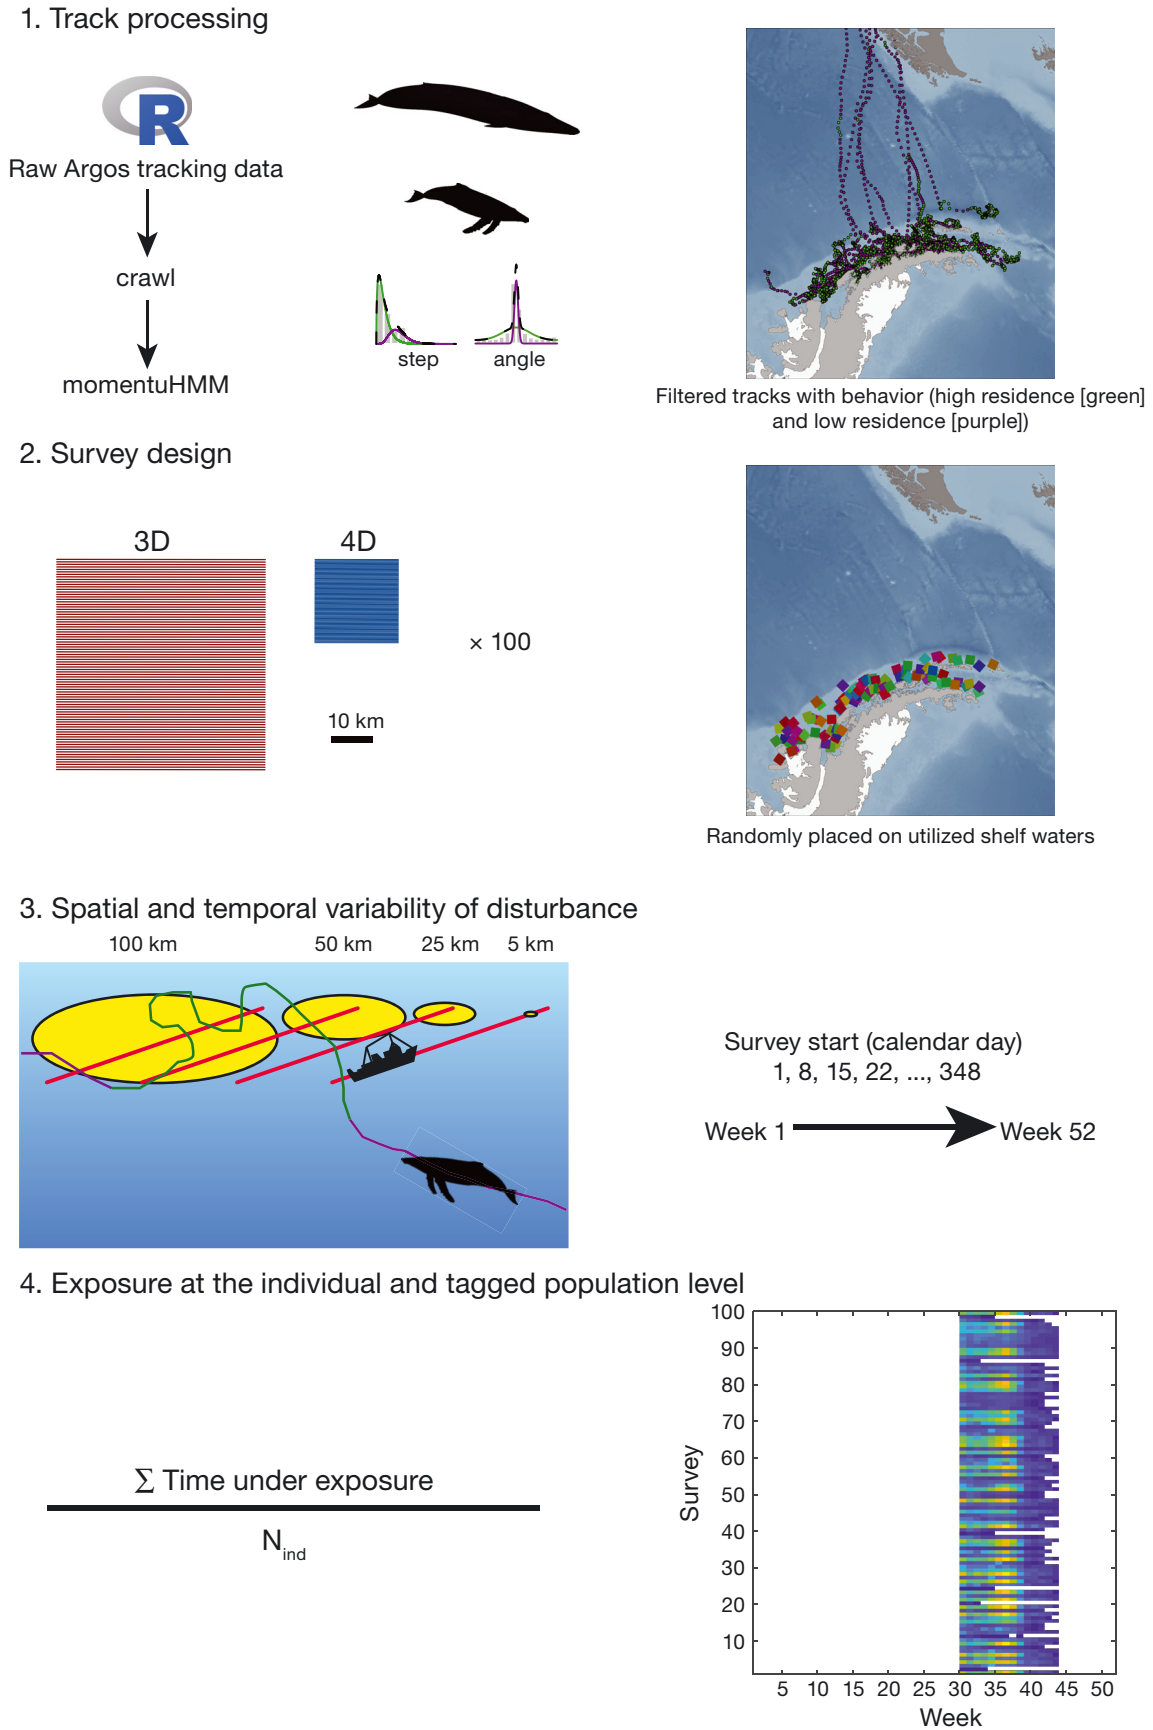 1. Track processing
R
Raw Argos tracking data
crawl
momentuHMM
step
angle
Filtered tracks with behavior (high residence [green]
and low residence [purple])
2. Survey design
3D
4D
× 100
10 km
Randomly placed on utilized shelf waters
3. Spatial and temporal variability of disturbance
100 km
50 km
25 km
5 km
Survey start (calendar day)
1, 8, 15, 22, ..., 348
Week 1
Week 52
4. Exposure at the individual and tagged population level
∑ Time under exposure
N_ind
Survey
100
90
80
70
60
50
40
30
20
10
5 10 15 20 25 30 35 40 45 50
Week